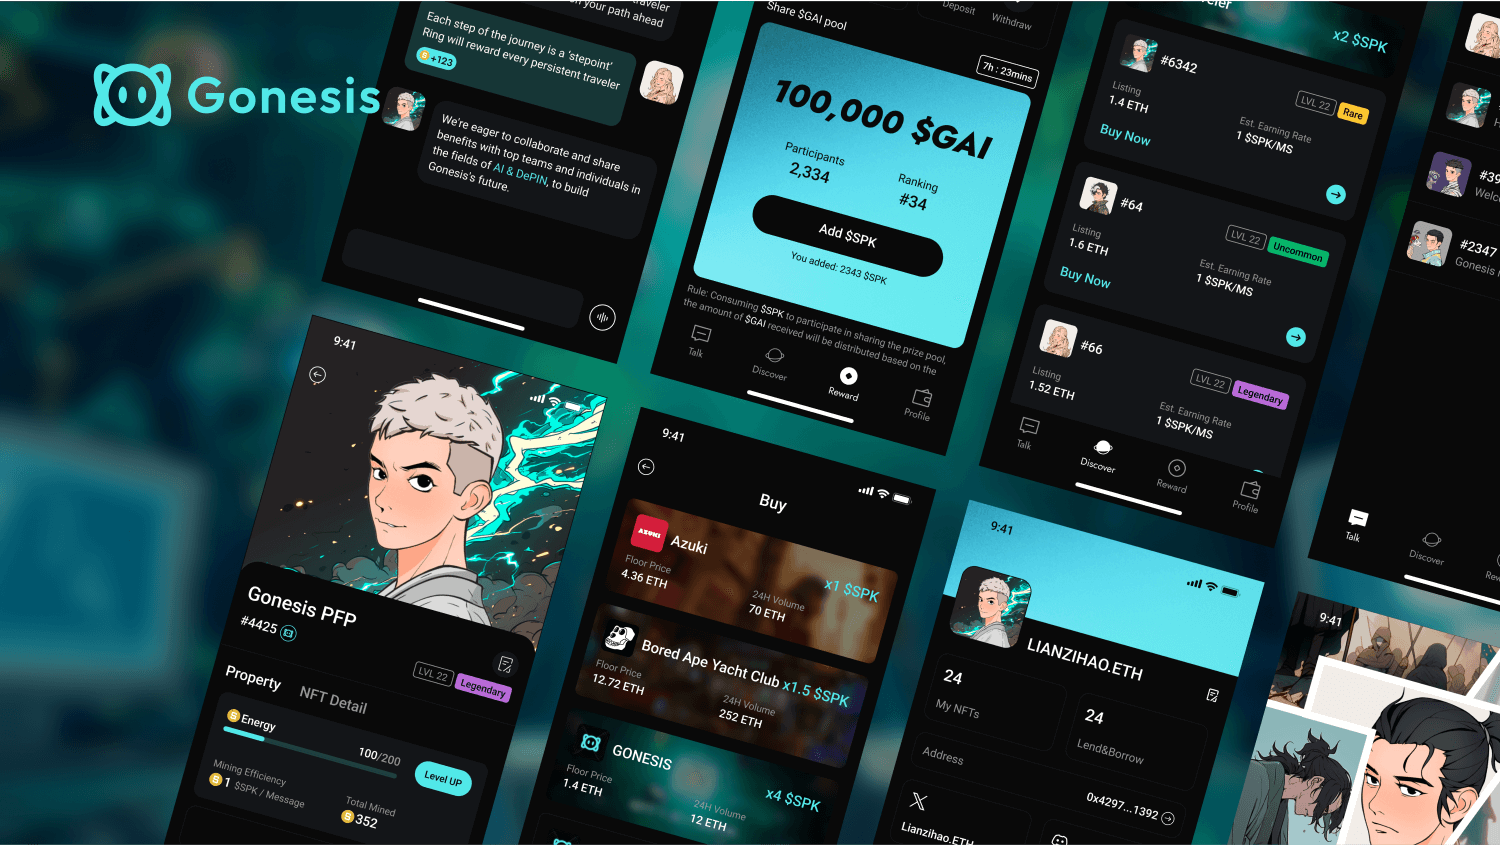 Gonesis
your path ahead
Each step of the journey is a 'stepoint'
Ring will reward every persistent traveler
+123
We're eager to collaborate and share
benefits with top teams and individuals in
the fields of AI & DePIN, to build
Gonesis's future.
Share $GAI pool
Deposit
Withdraw
7h : 23mins
100,000 $GAI
Participants
2,334
Ranking
#34
Add $SPK
You added: 2343 $SPK
Rule: Consuming $SPK to participate in sharing the prize pool,
the amount of $GAI received will be distributed based on the
Talk
Discover
Reward
Profile
x2 $SPK
#6342
LVL 22
Rare
Listing
1.4 ETH
Est. Earning Rate
1 $SPK/MS
Buy Now
#64
LVL 22
Uncommon
Listing
1.6 ETH
Est. Earning Rate
1 $SPK/MS
Buy Now
#66
LVL 22
Legendary
Listing
1.52 ETH
Est. Earning Rate
1 $SPK/MS
Talk
Discover
Reward
Profile
#2347
Gonesis
Talk
Discover
9:41
Gonesis PFP
#4425
LVL 22
Legendary
Property
NFT Detail
Energy
100/200
Level UP
Mining Efficiency
1 $SPK / Message
Total Mined
352
9:41
Buy
AZUKI
Azuki
x1 $SPK
Floor Price
4.36 ETH
24H Volume
70 ETH
Bored Ape Yacht Club
x1.5 $SPK
Floor Price
12.72 ETH
24H Volume
252 ETH
GONESIS
x4 $SPK
Floor Price
1.4 ETH
24H Volume
12 ETH
9:41
LIANZIHAO.ETH
24
My NFTs
24
Lend&Borrow
Address
0x4297...1392
Lianzihao.ETH
9:41